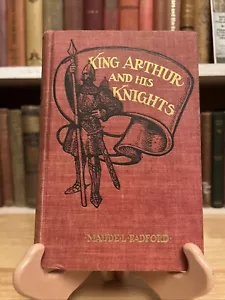 KING ARTHUR
AND HIS
KNIGHTS
MAUDE L. RADFORD